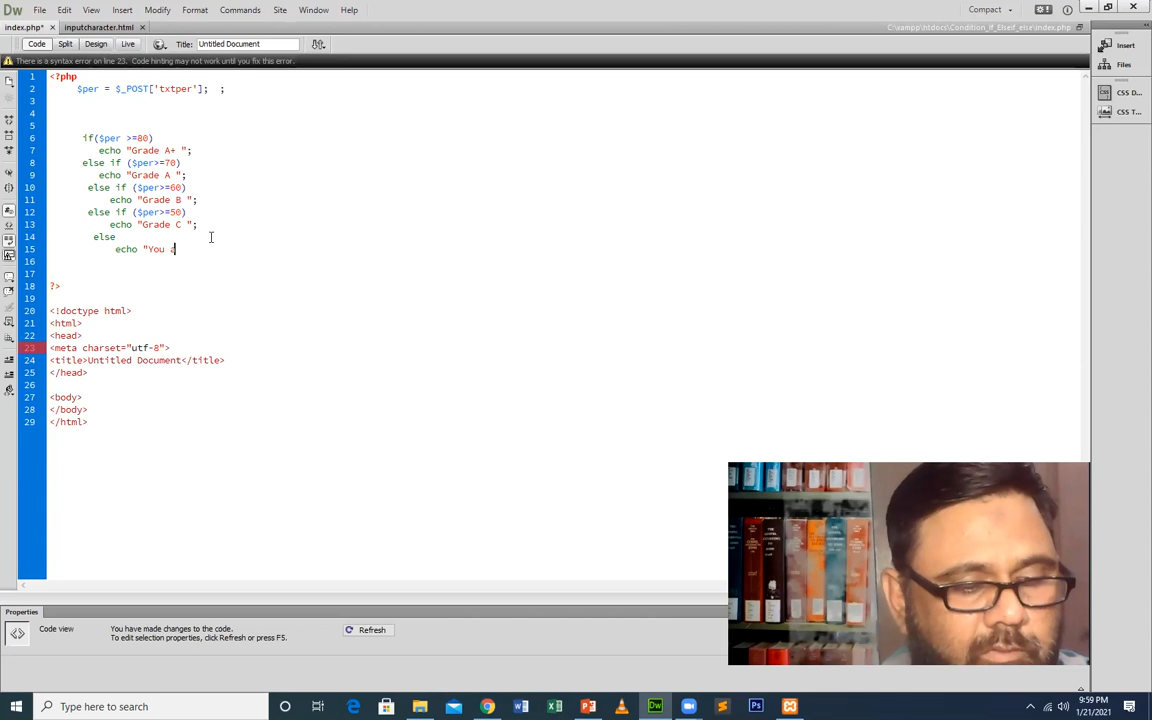 Dw File Edit View Insert Modify Format Commands Site Window Help Compact
index.php* × inputcharacter.html × C:\xampp\htdocs\Condition_If_Elsed_else\index.php
Code Split Design Live Title: Untitled Document
There is a syntax error on line 23. Code hinting may not work until you fix this error.
1 <?php
2 $per = $_POST['txtper']; ;
3
4
5
6 if($per >=80)
7 echo "Grade A+ ";
8 else if ($per>=70)
9 echo "Grade A ";
10 else if ($per>=60)
11 echo "Grade B ";
12 else if ($per>=50)
13 echo "Grade C ";
14 else
15 echo "You a
16
17
18 ?>
19
20 <!doctype html>
21 <html>
22 <head>
23 <meta charset="utf-8">
24 <title>Untitled Document</title>
25 </head>
26
27 <body>
28 </body>
29 </html>
Insert
Files
CSS D...
CSS T...
Properties
Code view
You have made changes to the code.
To edit selection properties, click Refresh or press F5.
Refresh
Type here to search
9:59 PM
1/21/2021